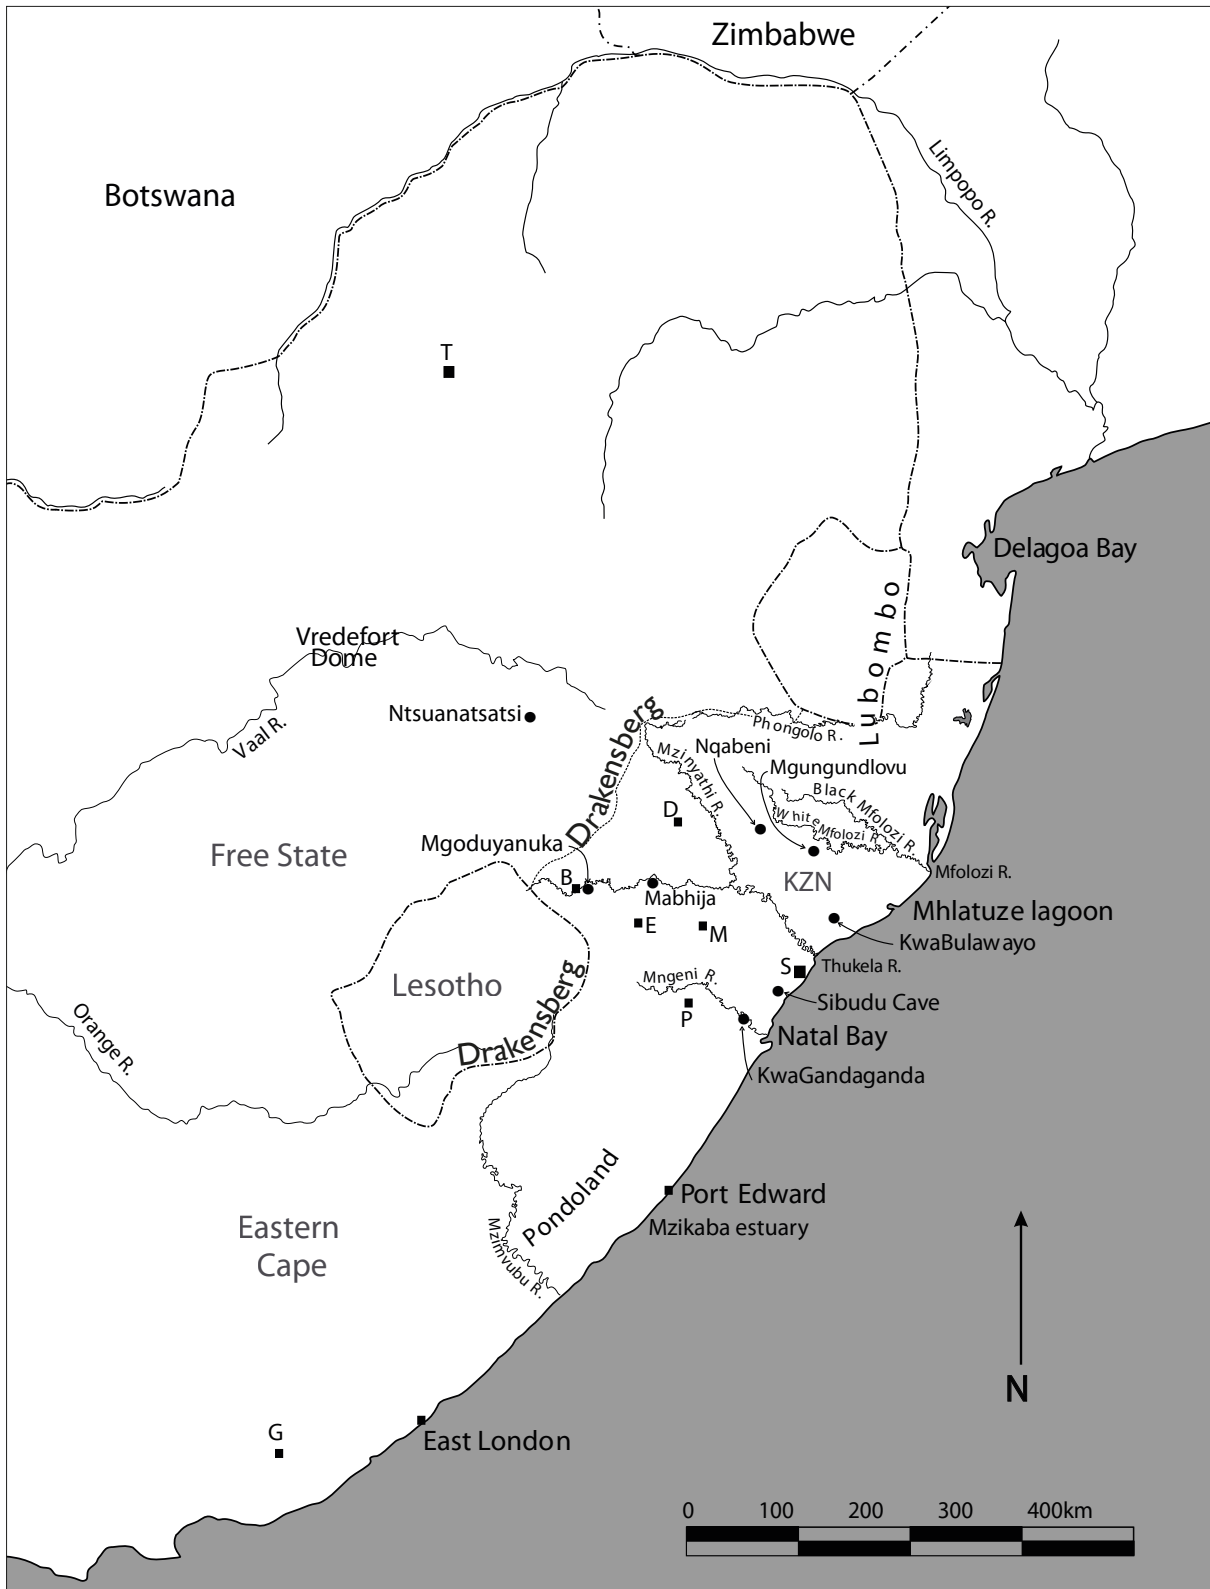 Zimbabwe
Botswana
Limpopo R.
T
Delagoa Bay
Lubombo
Vredefort
Dome
Ntsuanatsatsi
Vaal R.
Drakensberg
Phongolo R.
Nqabeni
Mzinyathi R.
Mgungundlovu
Black Mfolozi R.
White Mfolozi R.
D
Mgoduyanuka
Free State
B
KZN
Mfolozi R.
Mabhija
Mhlatuze lagoon
E
M
KwaBulawayo
S
Thukela R.
Lesotho
Drakensberg
Mngeni R.
Sibudu Cave
P
Orange R.
Natal Bay
KwaGandaganda
Pondoland
Port Edward
Mzikaba estuary
Eastern
Cape
Mzimvubu R.
N
G
East London
0 100 200 300 400km